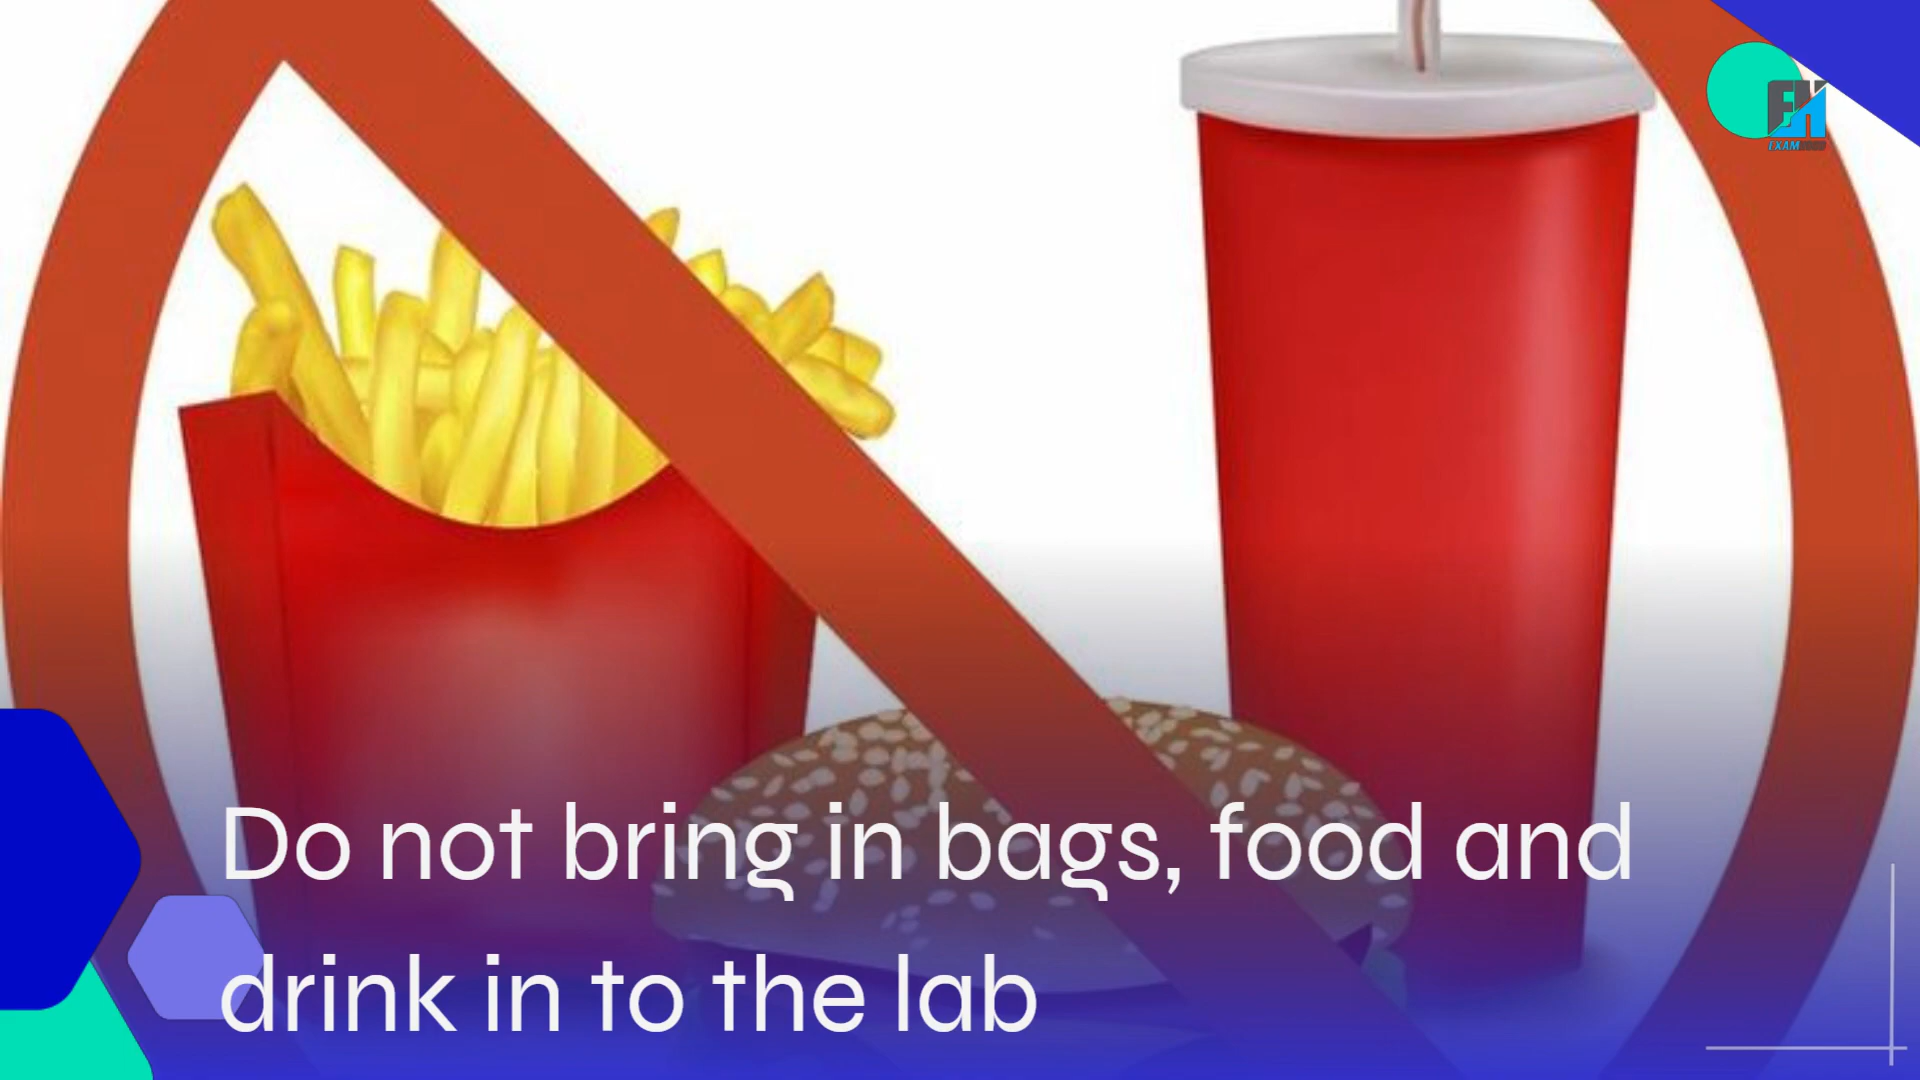 Do not bring in bags, food and
drink in to the lab